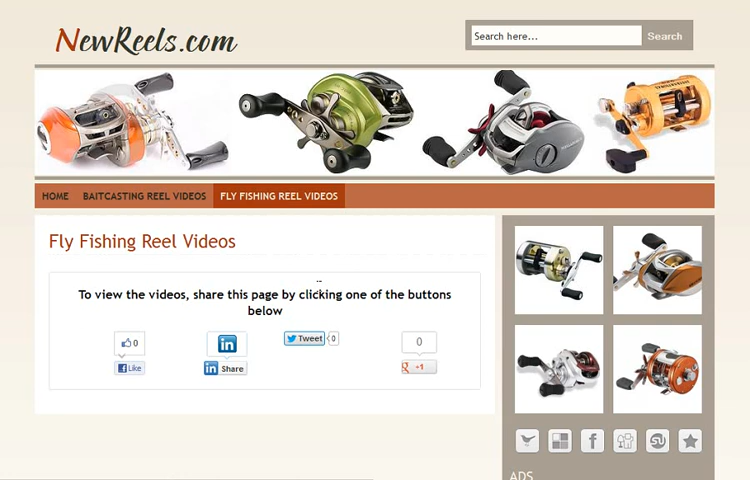 NewReels.com
Search here...
Search
HOME
BAITCASTING REEL VIDEOS
FLY FISHING REEL VIDEOS
Fly Fishing Reel Videos
To view the videos, share this page by clicking one of the buttons
below
0
in
Tweet
0
0
f Like
in Share
g +1
f
ADS